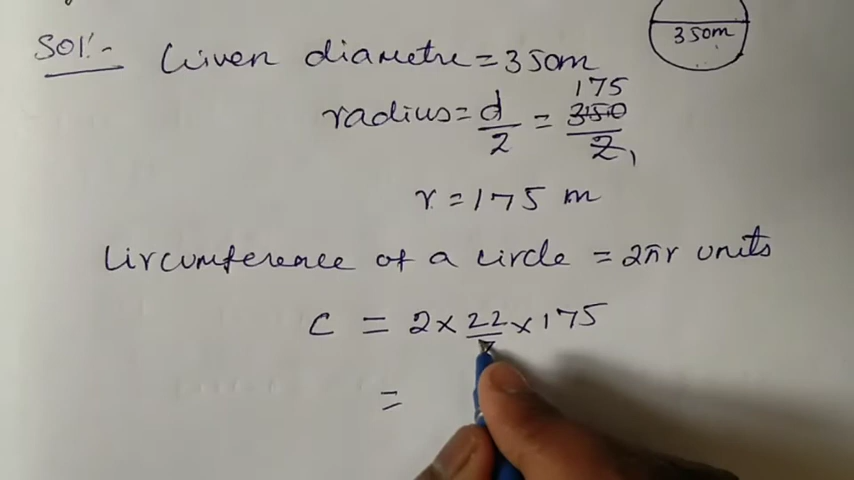 350m
Sol:- Given diametre = 350m
radius = d/2 = 350/2 175 1
r = 175 m
Circumference of a circle = 2πr units
C = 2 × 22 × 175
=